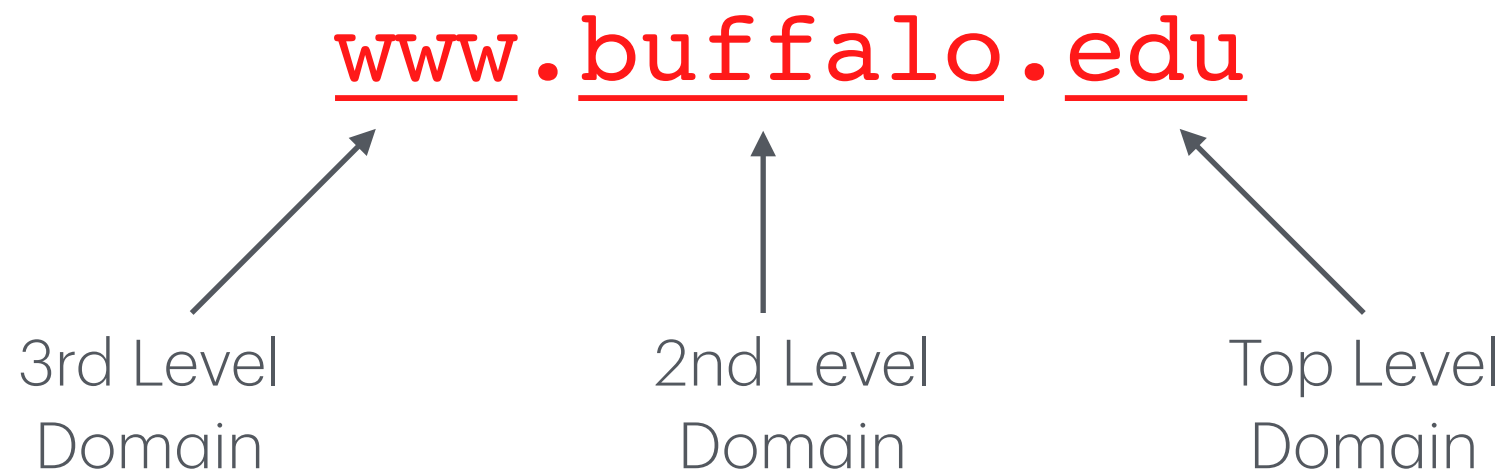 www.buffalo.edu
3rd Level
Domain
2nd Level
Domain
Top Level
Domain